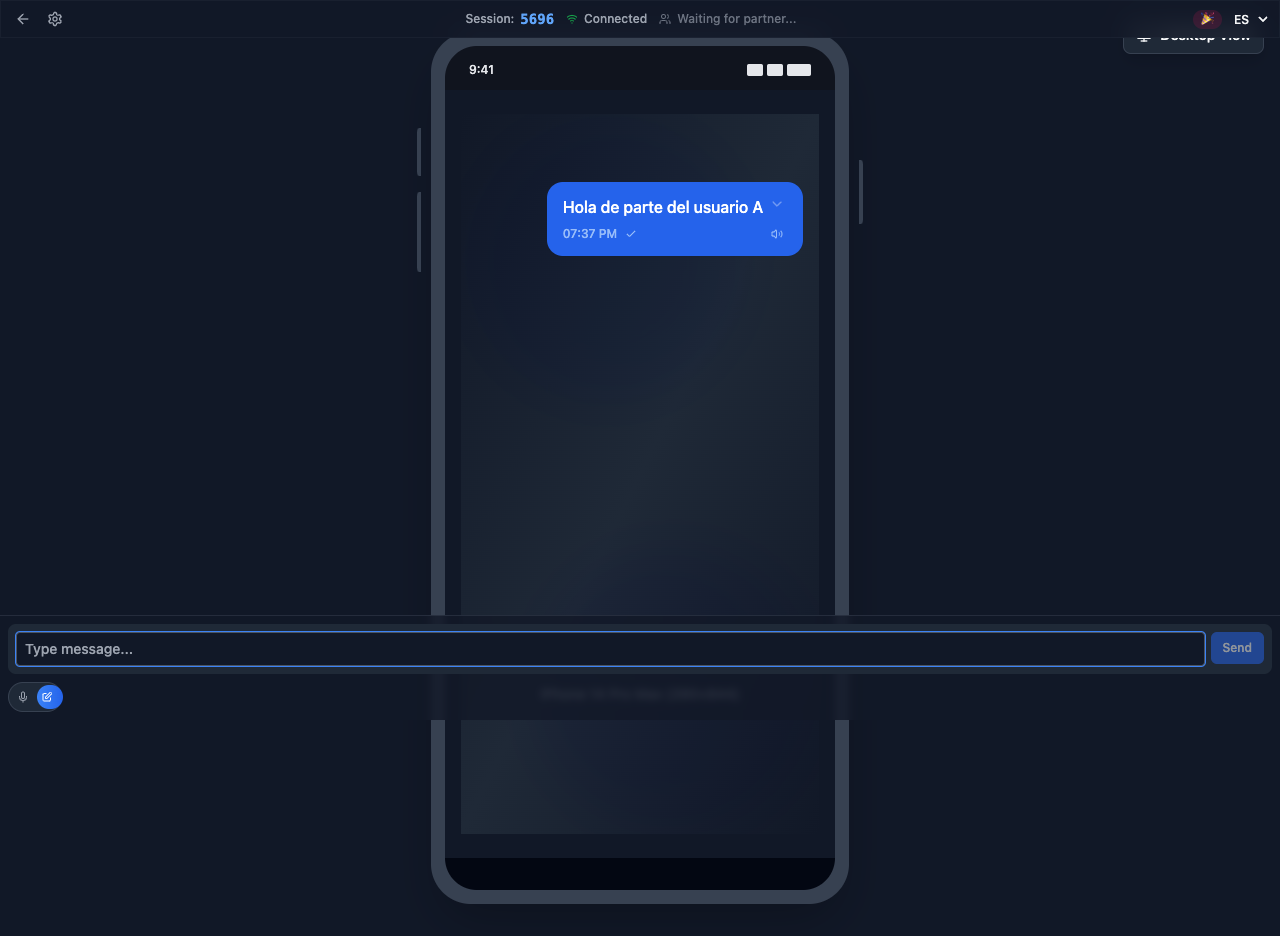 Session: 5696 Connected Waiting for partner... ES
Desktop View
9:41
Hola de parte del usuario A
07:37 PM
Type message...
Send